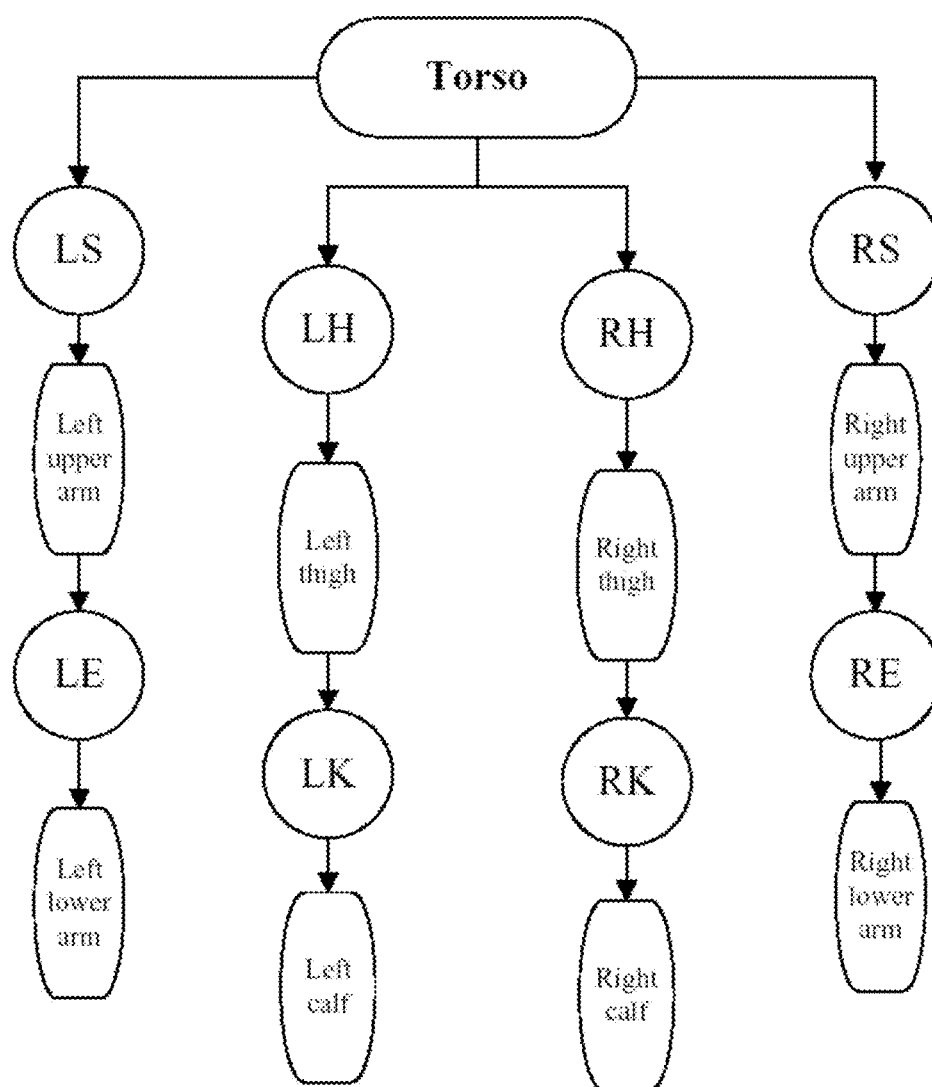 Torso
LS
RS
LH
RH
Left
upper
arm
Right
upper
arm
Left
thigh
Right
thigh
LE
RE
LK
RK
Left
lower
arm
Right
lower
arm
Left
calf
Right
calf